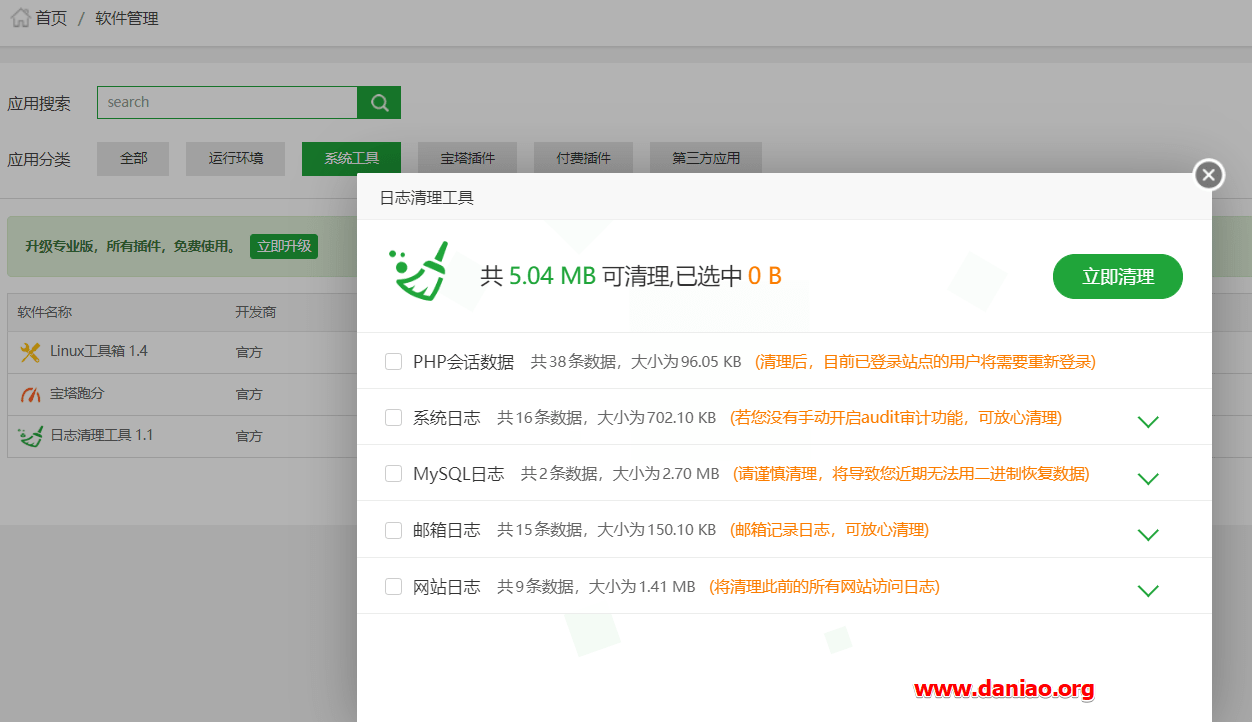 首页 / 软件管理
应用搜索 search
应用分类 全部 运行环境 系统工具 宝塔插件 付费插件 第三方应用
日志清理工具
升级专业版，所有插件，免费使用。 立即升级
共 5.04 MB 可清理,已选中 0 B 立即清理
软件名称 开发商
Linux工具箱 1.4 官方
宝塔跑分 官方
日志清理工具 1.1 官方
PHP会话数据 共38条数据，大小为96.05 KB (清理后，目前已登录站点的用户将需要重新登录)
系统日志 共16条数据，大小为702.10 KB (若您没有手动开启audit审计功能，可放心清理)
MySQL日志 共2条数据，大小为2.70 MB (请谨慎清理，将导致您近期无法用二进制恢复数据)
邮箱日志 共15条数据，大小为150.10 KB (邮箱记录日志，可放心清理)
网站日志 共9条数据，大小为1.41 MB (将清理此前的所有网站访问日志)
www.daniao.org